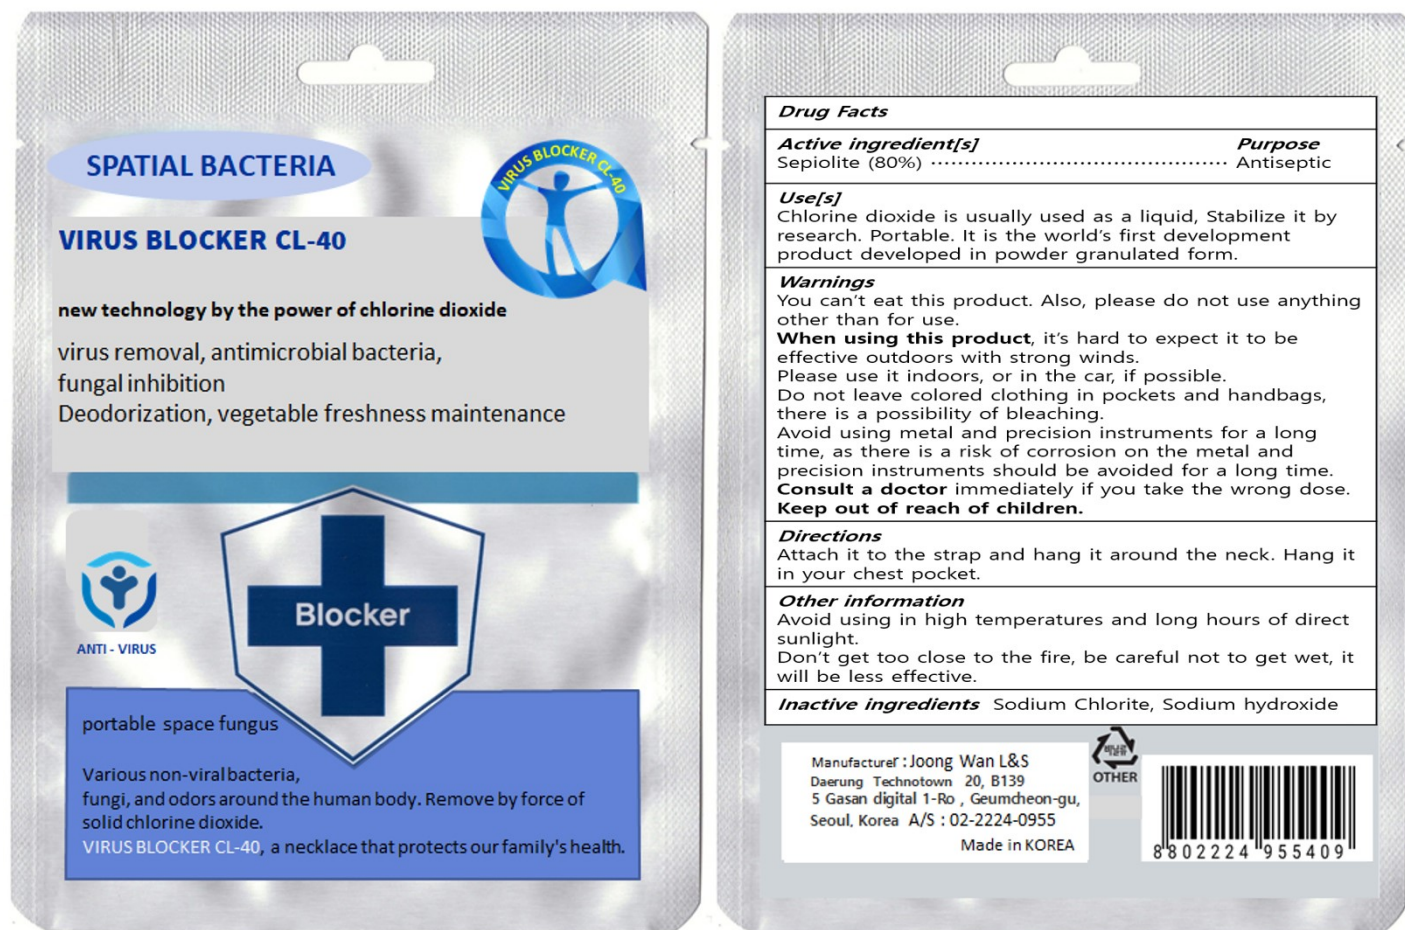 SPATIAL BACTERIA
VIRUS BLOCKER CL-40
VIRUS BLOCKER CL-40
new technology by the power of chlorine dioxide
virus removal, antimicrobial bacteria,
fungal inhibition
Deodorization, vegetable freshness maintenance
Blocker
ANTI - VIRUS
portable space fungus
Various non-viral bacteria,
fungi, and odors around the human body. Remove by force of
solid chlorine dioxide.
VIRUS BLOCKER CL-40, a necklace that protects our family's health.
Drug Facts
Active ingredient[s] Purpose
Sepiolite (80%) ········································· Antiseptic
Use[s]
Chlorine dioxide is usually used as a liquid, Stabilize it by
research. Portable. It is the world's first development
product developed in powder granulated form.
Warnings
You can't eat this product. Also, please do not use anything
other than for use.
When using this product, it's hard to expect it to be
effective outdoors with strong winds.
Please use it indoors, or in the car, if possible.
Do not leave colored clothing in pockets and handbags,
there is a possibility of bleaching.
Avoid using metal and precision instruments for a long
time, as there is a risk of corrosion on the metal and
precision instruments should be avoided for a long time.
Consult a doctor immediately if you take the wrong dose.
Keep out of reach of children.
Directions
Attach it to the strap and hang it around the neck. Hang it
in your chest pocket.
Other information
Avoid using in high temperatures and long hours of direct
sunlight.
Don't get too close to the fire, be careful not to get wet, it
will be less effective.
Inactive ingredients Sodium Chlorite, Sodium hydroxide
Manufacturer : Joong Wan L&S
Daerung Technotown 20, B139
5 Gasan digital 1-Ro , Geumcheon-gu,
Seoul, Korea A/S : 02-2224-0955
Made in KOREA
OTHER
8 802224 955409